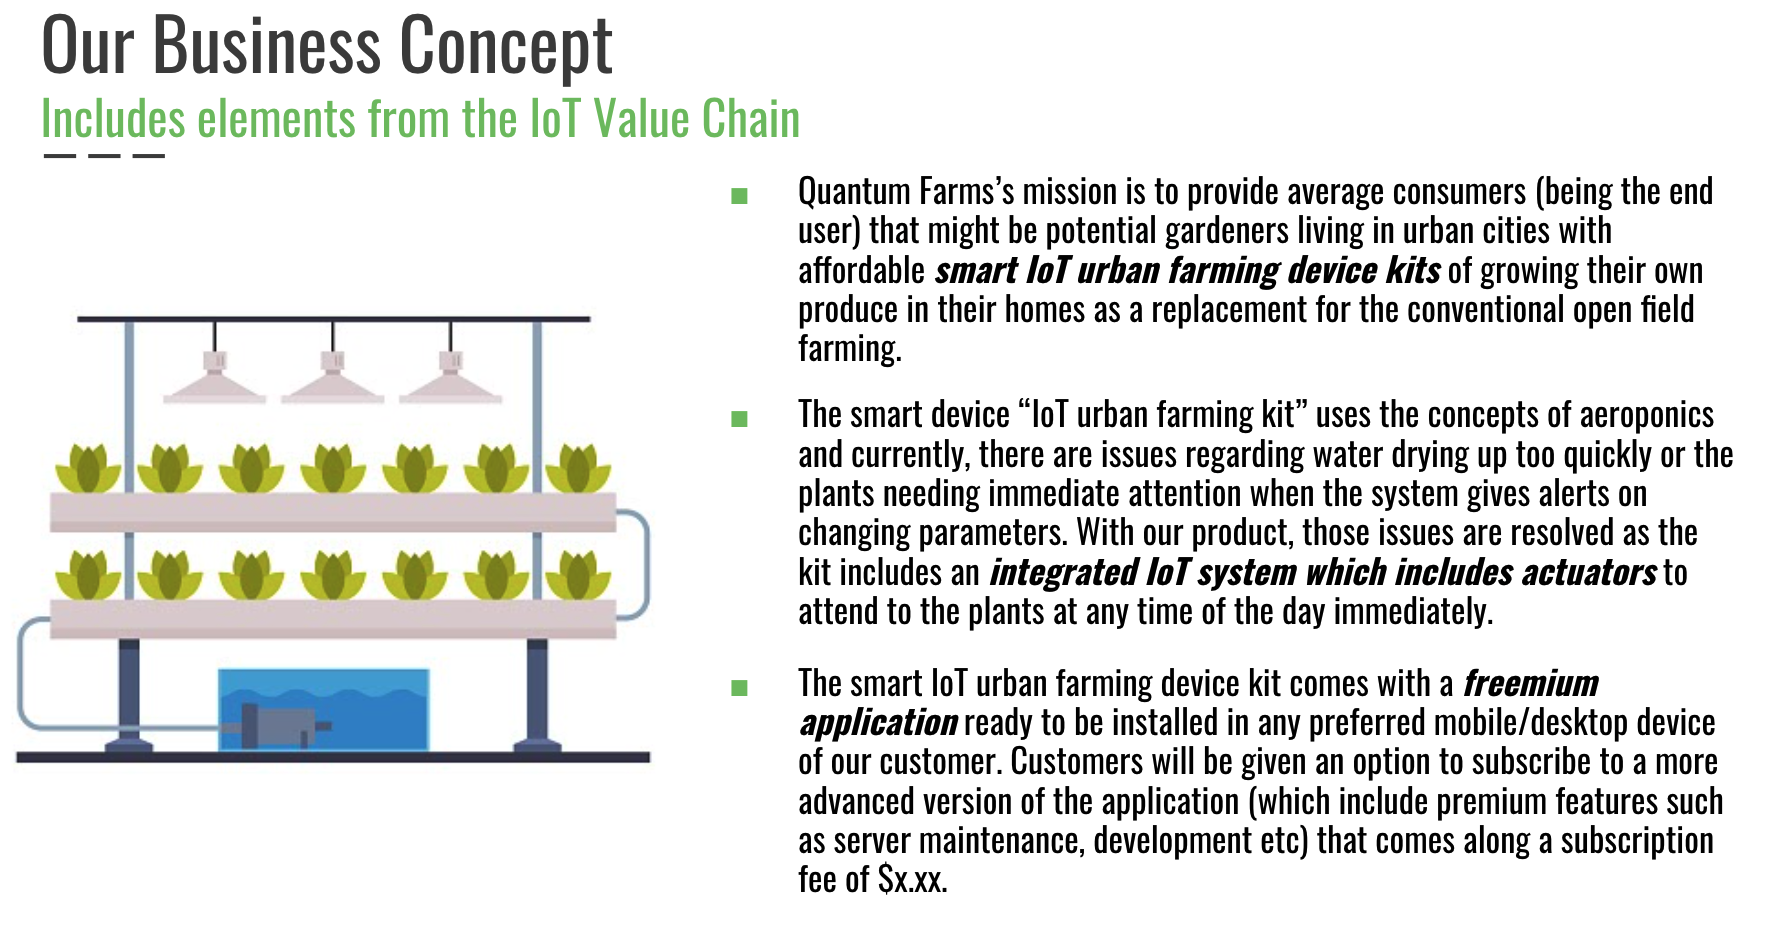 Our Business Concept
Includes elements from the IoT Value Chain
Quantum Farms’s mission is to provide average consumers (being the end
user) that might be potential gardeners living in urban cities with
affordable smart IoT urban farming device kits of growing their own
produce in their homes as a replacement for the conventional open field
farming.
The smart device “IoT urban farming kit” uses the concepts of aeroponics
and currently, there are issues regarding water drying up too quickly or the
plants needing immediate attention when the system gives alerts on
changing parameters. With our product, those issues are resolved as the
kit includes an integrated IoT system which includes actuators to
attend to the plants at any time of the day immediately.
The smart IoT urban farming device kit comes with a freemium
application ready to be installed in any preferred mobile/desktop device
of our customer. Customers will be given an option to subscribe to a more
advanced version of the application (which include premium features such
as server maintenance, development etc) that comes along a subscription
fee of $x.xx.